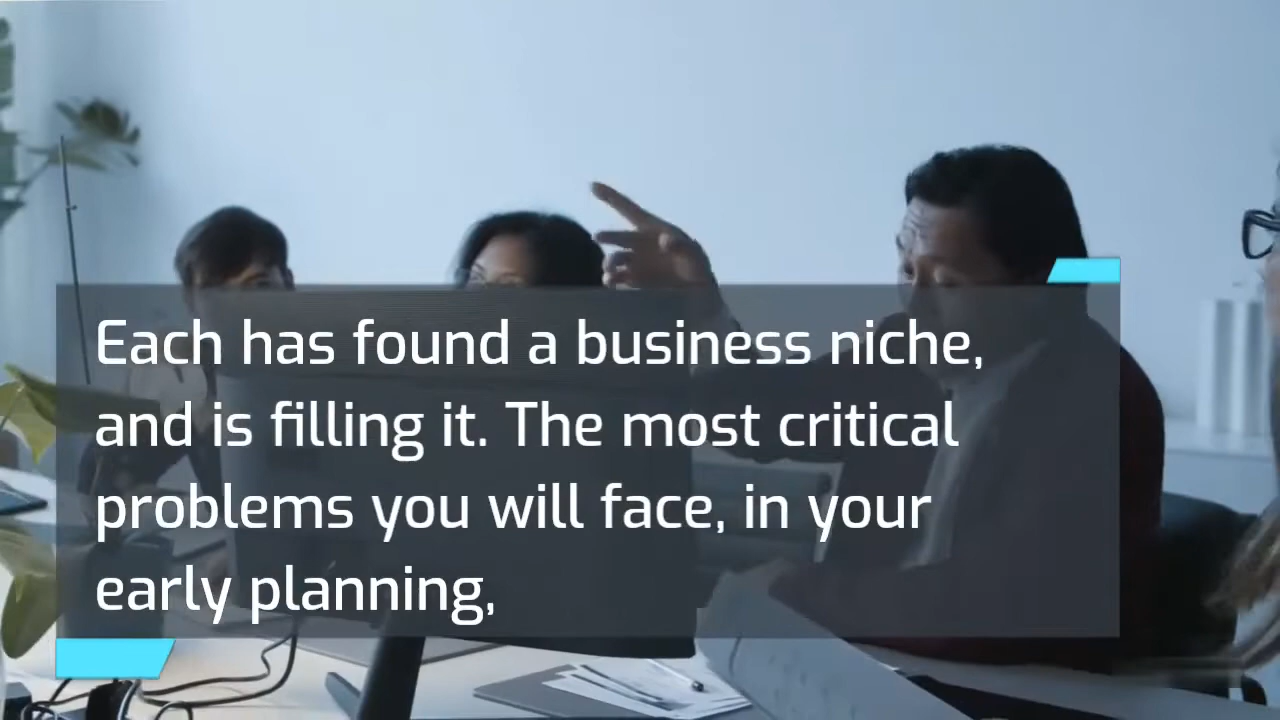 Each has found a business niche,
and is filling it. The most critical
problems you will face, in your
early planning,